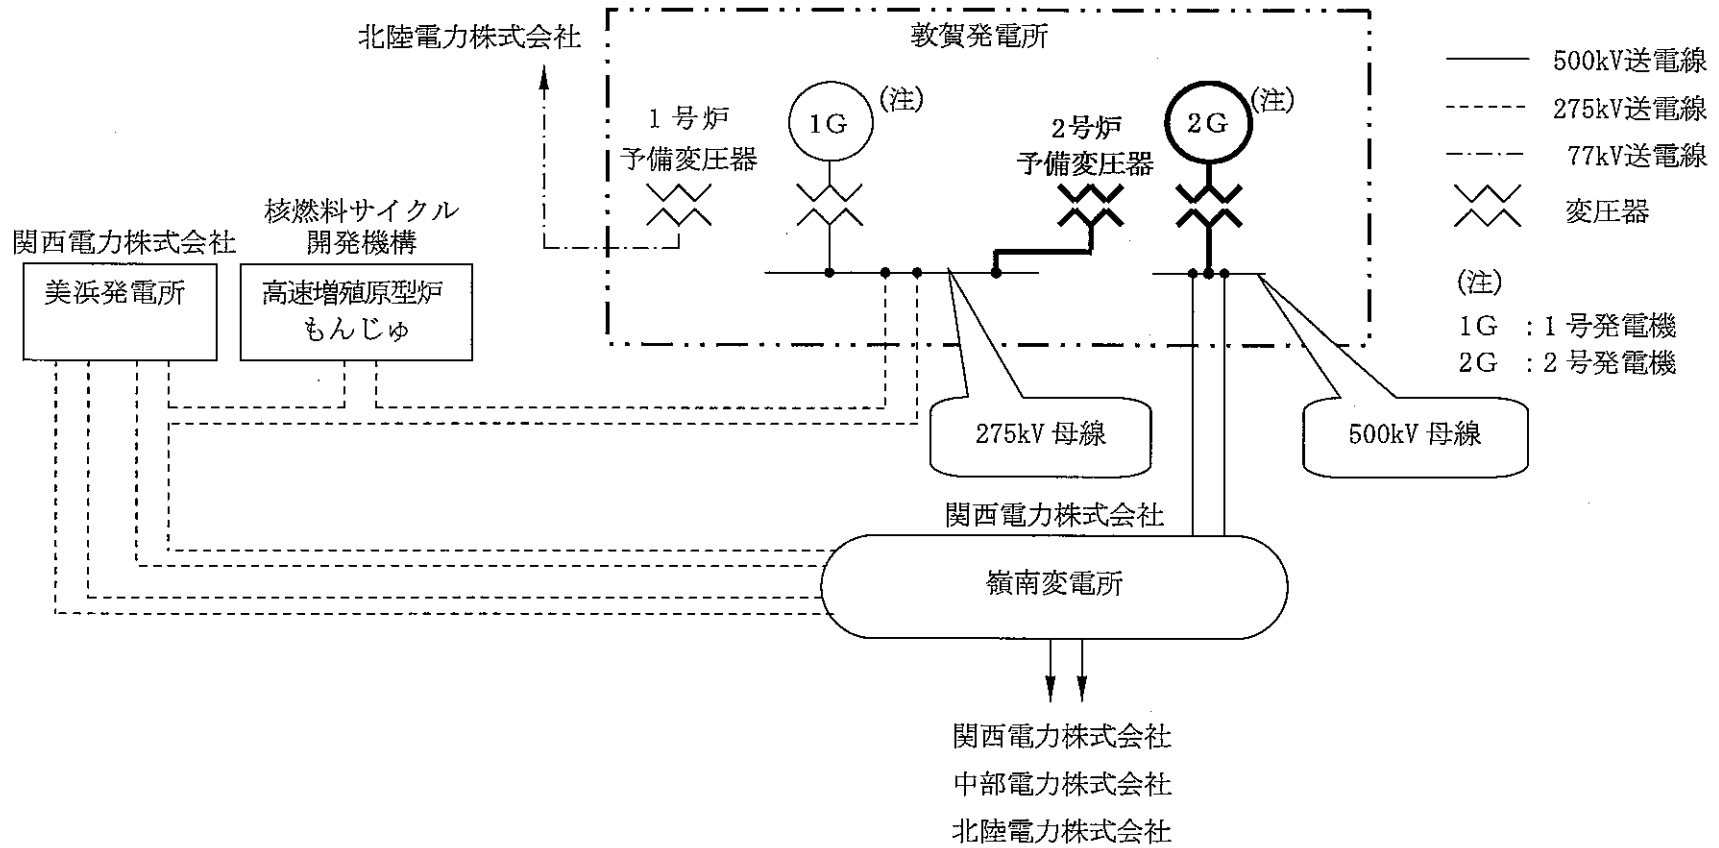 北陸電力株式会社
敦賀発電所
1号炉
予備変圧器
1G
(注)
2号炉
予備変圧器
2G
(注)
500kV送電線
275kV送電線
77kV送電線
変圧器
(注)
1G :1号発電機
2G :2号発電機
関西電力株式会社
美浜発電所
核燃料サイクル
開発機構
高速増殖原型炉
もんじゅ
275kV 母線
500kV 母線
関西電力株式会社
嶺南変電所
関西電力株式会社
中部電力株式会社
北陸電力株式会社